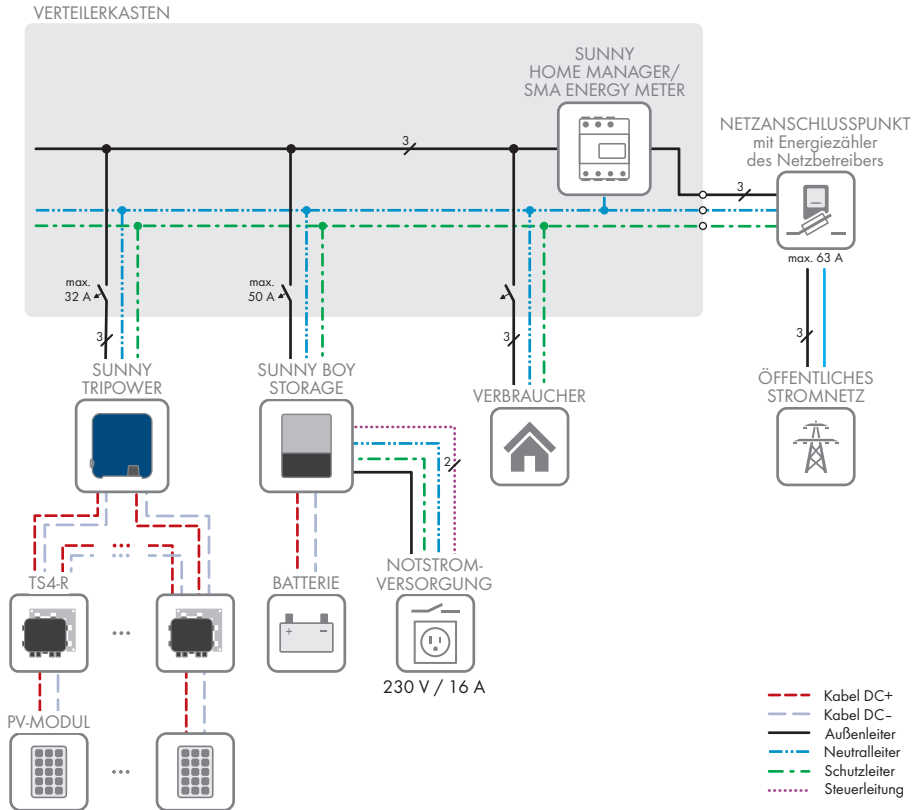 VERTEILERKASTEN
SUNNY
HOME MANAGER/
SMA ENERGY METER
NETZANSCHLUSSPUNKT
mit Energiezähler
des Netzbetreibers
3
3
max. 63 A
max.
32 A
max.
50 A
3
3
3
SUNNY
TRIPOWER
SUNNY BOY
STORAGE
VERBRAUCHER
ÖFFENTLICHES
STROMNETZ
2
TS4-R
BATTERIE
NOTSTROM-
VERSORGUNG
...
...
...
+ −
230 V / 16 A
PV-MODUL
...
Kabel DC+
Kabel DC−
Außenleiter
Neutralleiter
Schutzleiter
Steuerleitung